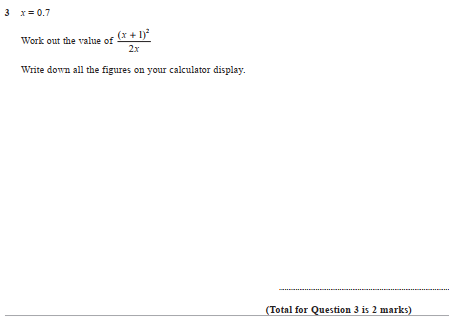 3 x = 0.7
Work out the value of (x + 1)² / 2x
Write down all the figures on your calculator display.
(Total for Question 3 is 2 marks)